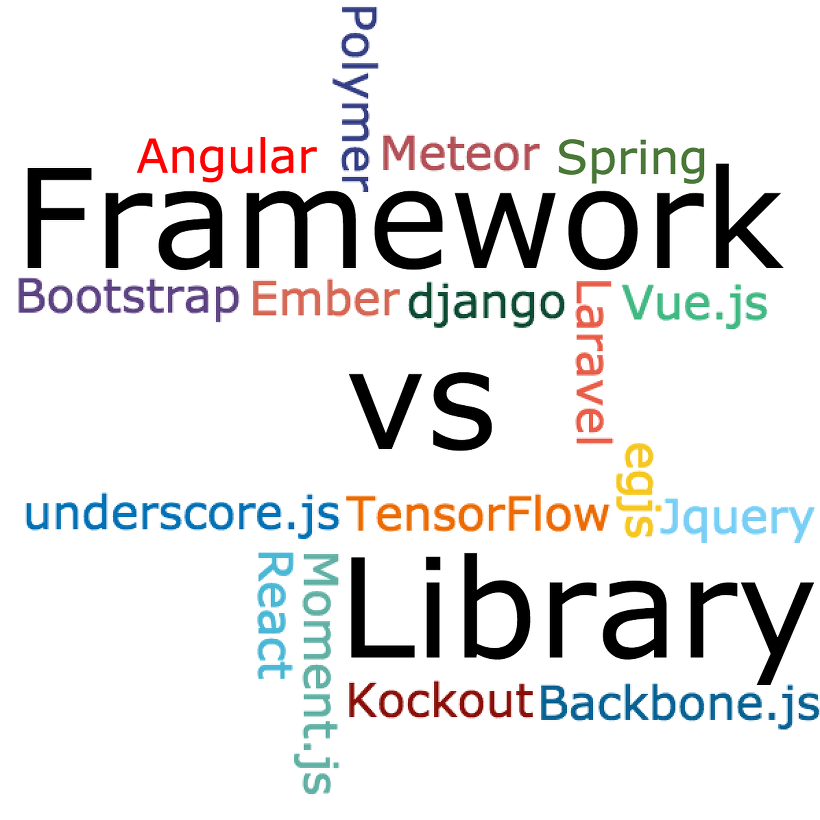 Polymer
Angular
Meteor
Spring
Framework
Bootstrap
Ember
django
Laravel
Vue.js
vs
egjs
underscore.js
TensorFlow
Jquery
React
Moment.js
Library
Kockout
Backbone.js